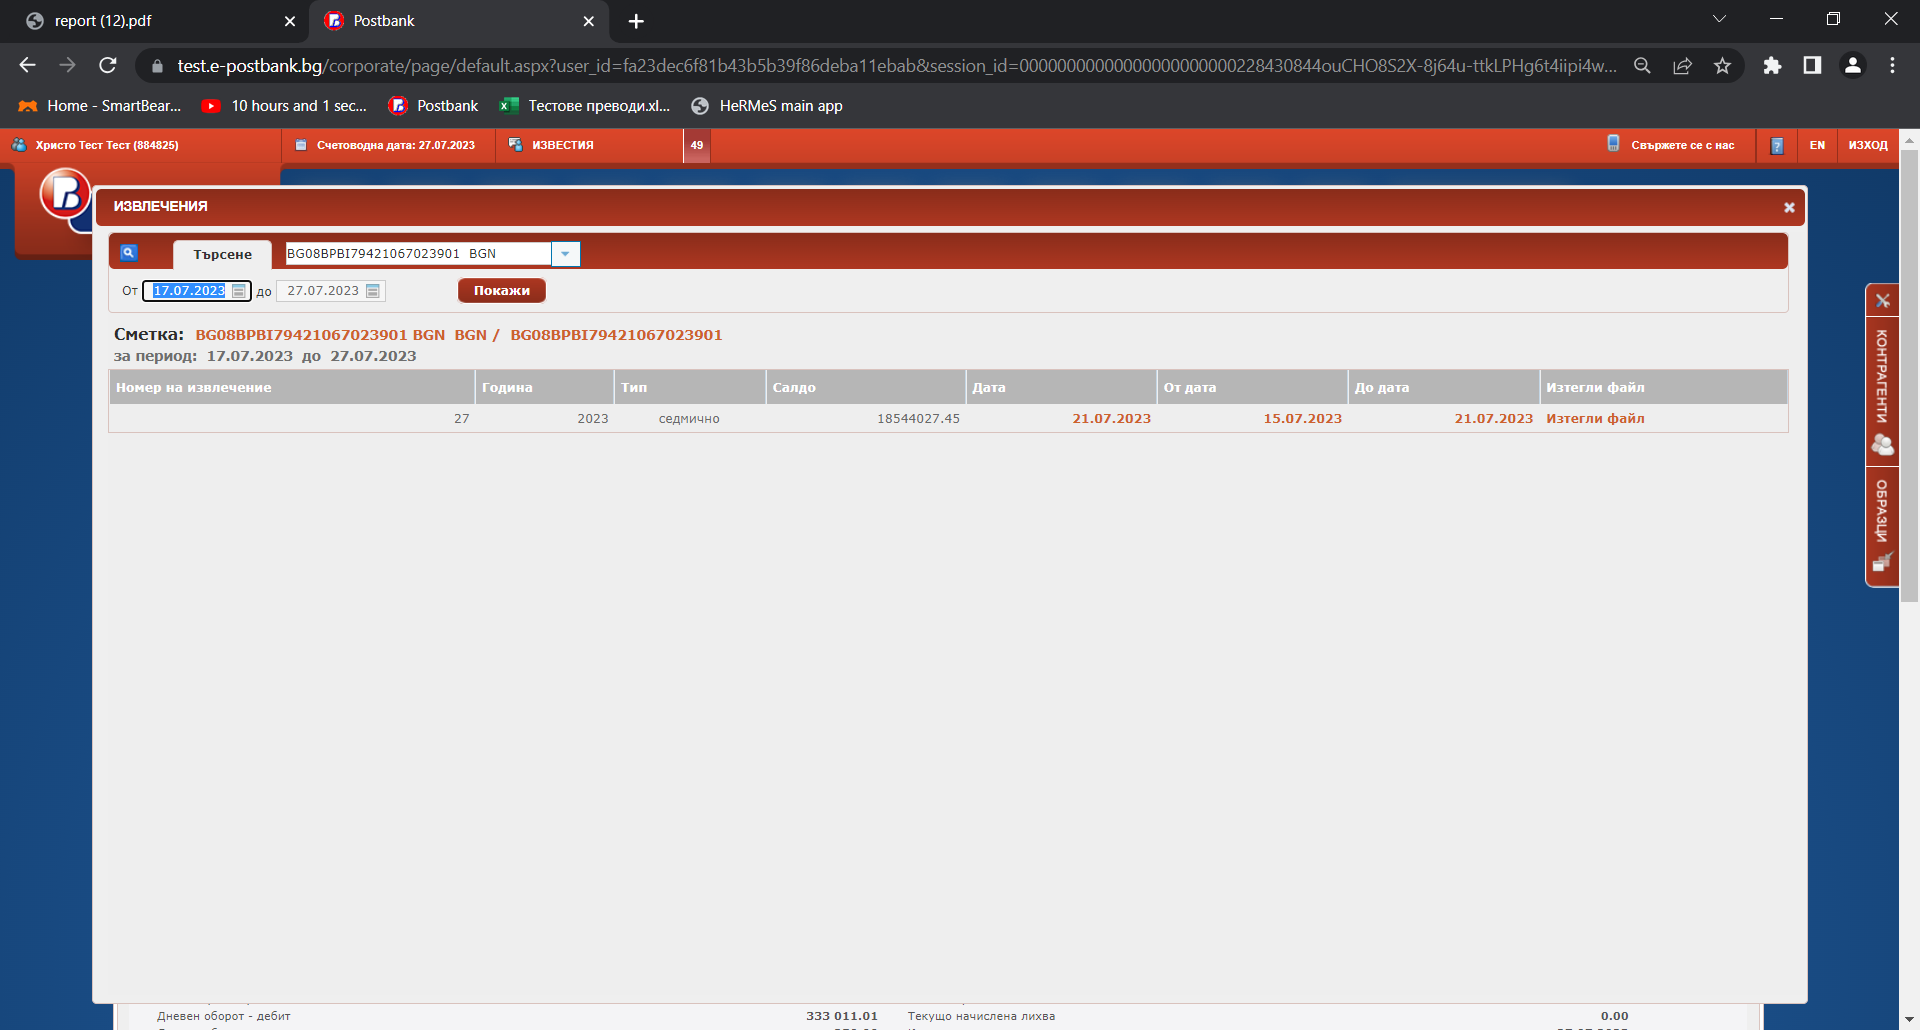 report (12).pdf
Postbank
test.e-postbank.bg/corporate/page/default.aspx?user_id=fa23dec6f81b43b5b39f86deba11ebab&session_id=0000000000000000000000228430844ouCHO8S2X-8j64u-ttkLPHg6t4iipi4w...
Home - SmartBear... 10 hours and 1 sec... Postbank Тестове преводи.xl... HeRMeS main app
Христо Тест Тест (884825) Счетоводна дата: 27.07.2023 ИЗВЕСТИЯ 49 Свържете се с нас EN ИЗХОД
ИЗВЛЕЧЕНИЯ
Търсене BG08BPBI79421067023901 BGN
От 17.07.2023 до 27.07.2023 Покажи
Сметка: BG08BPBI79421067023901 BGN BGN / BG08BPBI79421067023901
за период: 17.07.2023 до 27.07.2023
Номер на извлечение Година Тип Салдо Дата От дата До дата Изтегли файл
27 2023 седмично 18544027.45 21.07.2023 15.07.2023 21.07.2023 Изтегли файл
КОНТРАГЕНТИ
ОБРАЗЦИ
Дневен оборот - дебит 333 011.01 Текущо начислена лихва 0.00